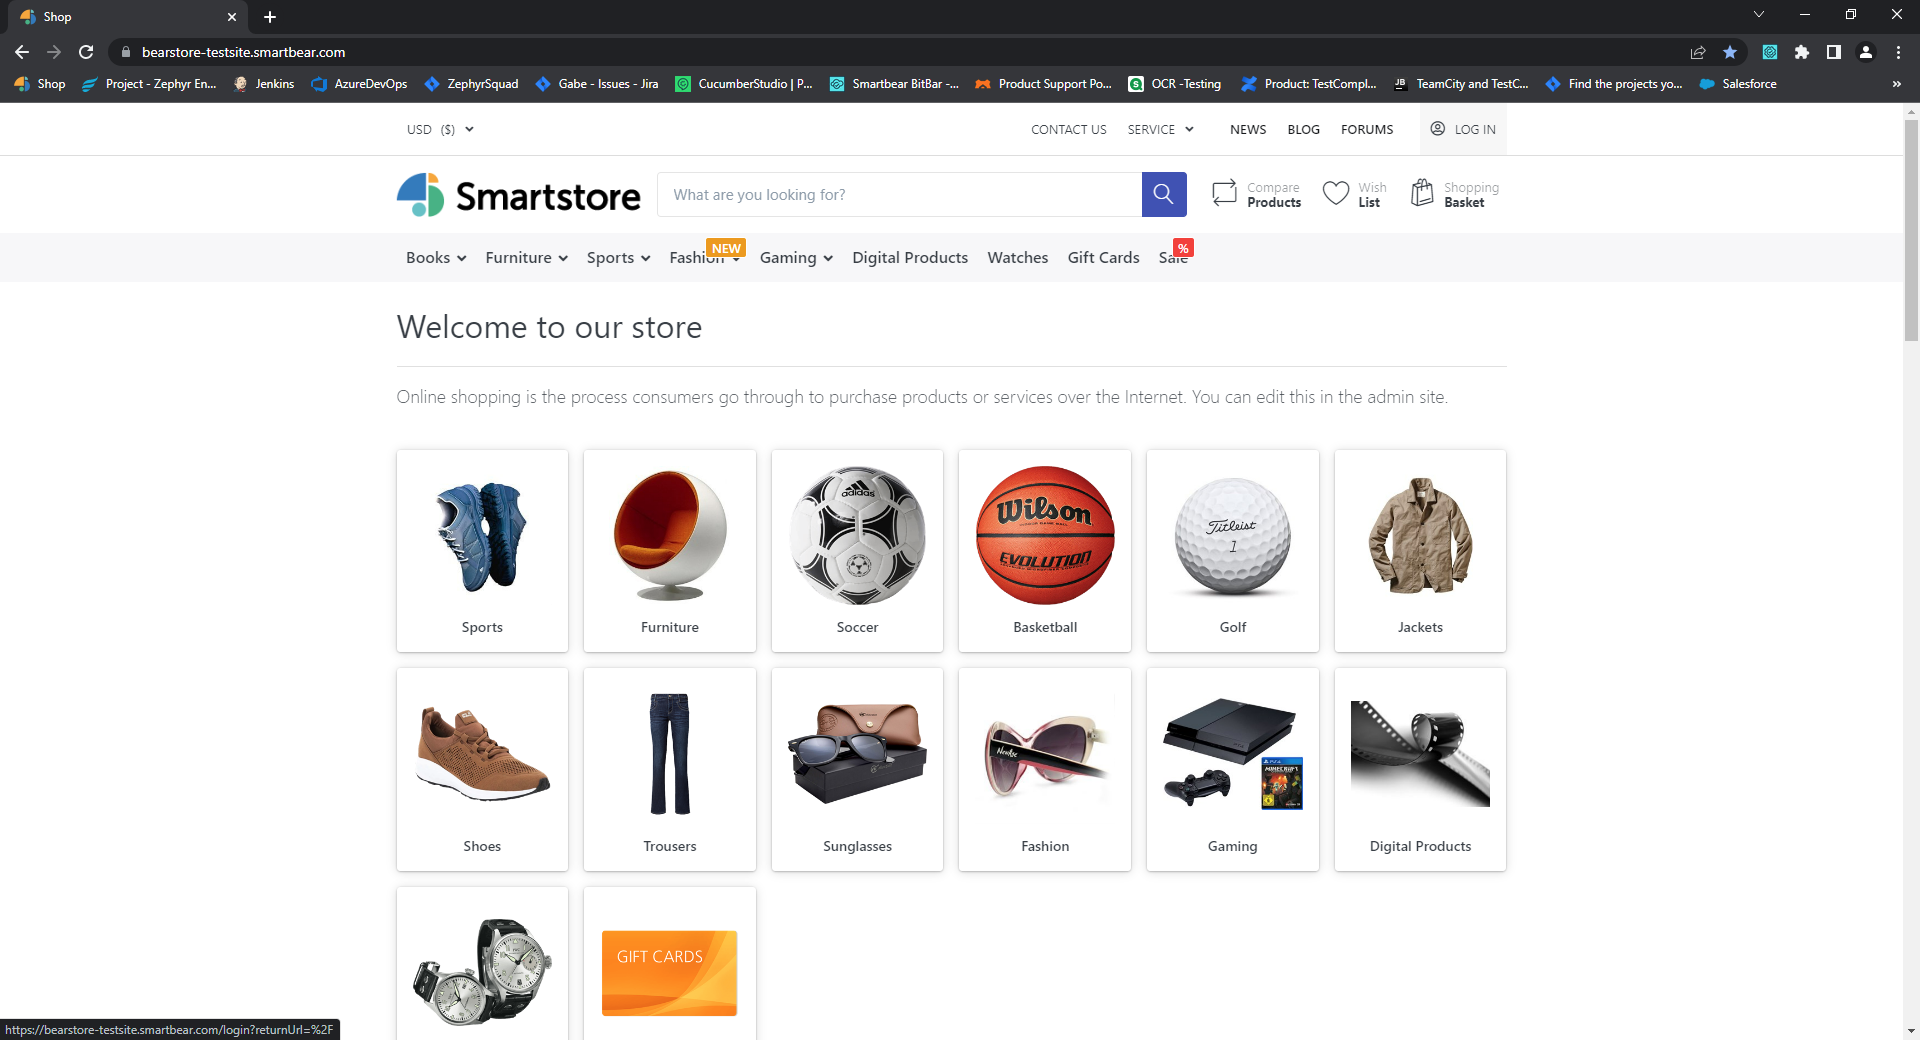 Shop
bearstore-testsite.smartbear.com
Shop
Project - Zephyr En...
Jenkins
AzureDevOps
ZephyrSquad
Gabe - Issues - Jira
CucumberStudio | P...
Smartbear BitBar -...
Product Support Po...
OCR -Testing
Product: TestCompl...
TeamCity and TestC...
Find the projects yo...
Salesforce
»
USD ($)
CONTACT US
SERVICE
NEWS
BLOG
FORUMS
LOG IN
Smartstore
What are you looking for?
Compare
Products
Wish
List
Shopping
Basket
Books
Furniture
Sports
Fashion
NEW
Gaming
Digital Products
Watches
Gift Cards
Sale
%
Welcome to our store
Online shopping is the process consumers go through to purchase products or services over the Internet. You can edit this in the admin site.
adidas
Wilson
EVOLUTION
Titleist
1
Sports
Furniture
Soccer
Basketball
Golf
Jackets
MINECRAFT
Shoes
Trousers
Sunglasses
Fashion
Gaming
Digital Products
GIFT CARDS
https://bearstore-testsite.smartbear.com/login?returnUrl=%2F